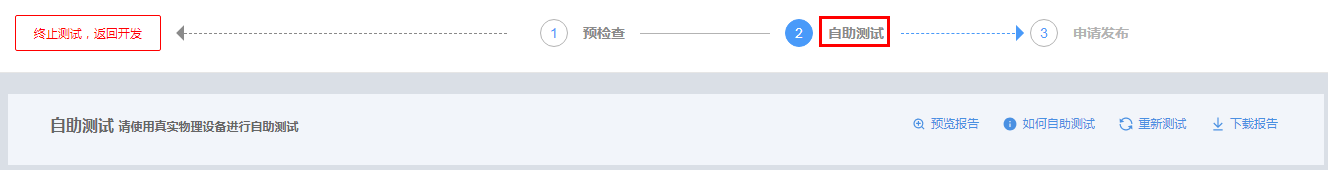 终止测试，返回开发 1 预检查 2 自助测试 3 申请发布
自助测试 请使用真实物理设备进行自助测试 预览报告 如何自助测试 重新测试 下载报告